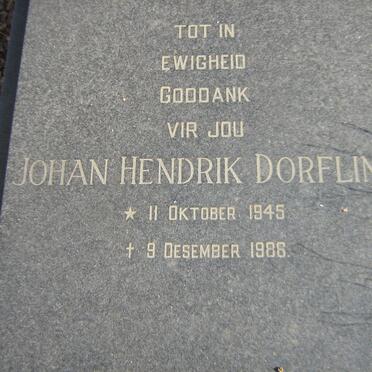 TOT IN
EWIGHEID
GODDANK
VIR JOU
JOHAN HENDRIK DORFLIN
★ 11 OKTOBER 1945
† 9 DESEMBER 1986